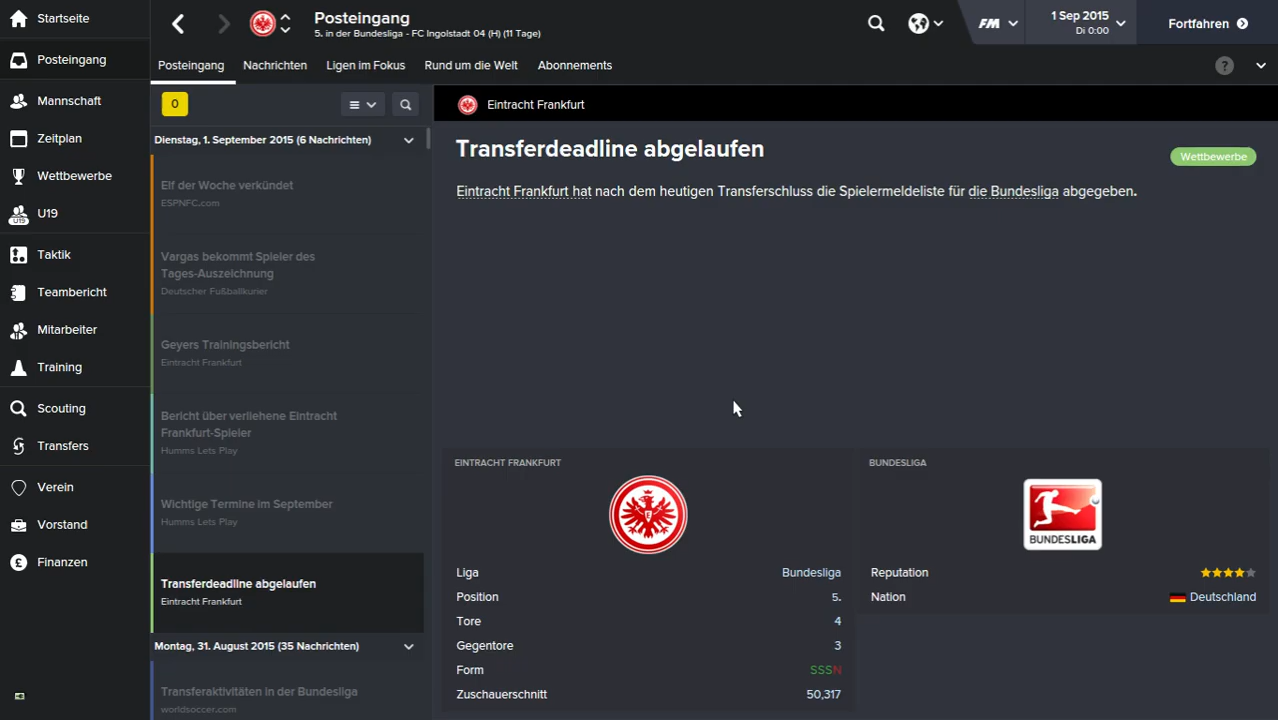 Startseite
Posteingang
Mannschaft
Zeitplan
Wettbewerbe
U19
U19
Taktik
Teambericht
Mitarbeiter
Training
Scouting
Transfers
Verein
Vorstand
Finanzen
Posteingang
5. in der Bundesliga - FC Ingolstadt 04 (H) (11 Tage)
FM
1 Sep 2015
Di 0:00
Fortfahren
Posteingang Nachrichten Ligen im Fokus Rund um die Welt Abonnements
?
0
Dienstag, 1. September 2015 (6 Nachrichten)
Elf der Woche verkündet
ESPNFC.com
Vargas bekommt Spieler des
Tages-Auszeichnung
Deutscher Fußballkurier
Geyers Trainingsbericht
Eintracht Frankfurt
Bericht über verliehene Eintracht
Frankfurt-Spieler
Humms Lets Play
Wichtige Termine im September
Humms Lets Play
Transferdeadline abgelaufen
Eintracht Frankfurt
Montag, 31. August 2015 (35 Nachrichten)
Transferaktivitäten in der Bundesliga
worldsoccer.com
Eintracht Frankfurt
Transferdeadline abgelaufen
Wettbewerbe
Eintracht Frankfurt hat nach dem heutigen Transferschluss die Spielermeldeliste für die Bundesliga abgegeben.
EINTRACHT FRANKFURT
Liga Bundesliga
Position 5.
Tore 4
Gegentore 3
Form SSSN
Zuschauerschnitt 50,317
BUNDESLIGA
BUNDESLIGA
Reputation
Nation Deutschland